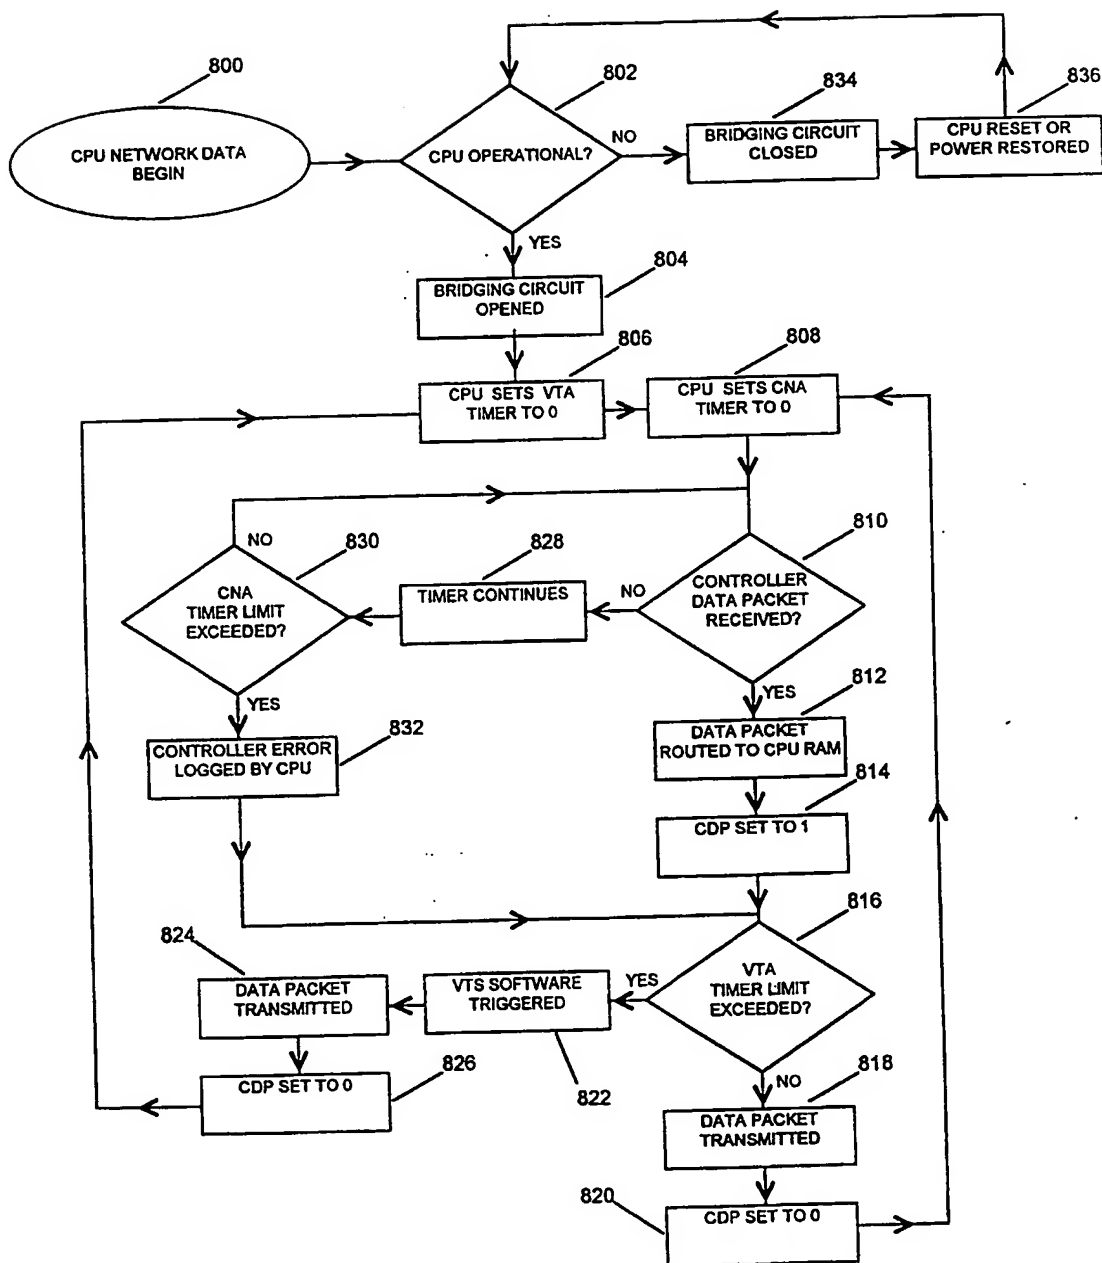 800
CPU NETWORK DATA
BEGIN
802
CPU OPERATIONAL?
NO
834
BRIDGING CIRCUIT
CLOSED
836
CPU RESET OR
POWER RESTORED
YES
804
BRIDGING CIRCUIT
OPENED
806
CPU SETS VTA
TIMER TO 0
808
CPU SETS CNA
TIMER TO 0
810
CONTROLLER
DATA PACKET
RECEIVED?
NO
828
TIMER CONTINUES
830
CNA
TIMER LIMIT
EXCEEDED?
NO
YES
832
CONTROLLER ERROR
LOGGED BY CPU
YES
812
DATA PACKET
ROUTED TO CPU RAM
814
CDP SET TO 1
816
VTA
TIMER LIMIT
EXCEEDED?
YES
VTS SOFTWARE
TRIGGERED
822
824
DATA PACKET
TRANSMITTED
CDP SET TO 0
826
NO
818
DATA PACKET
TRANSMITTED
820
CDP SET TO 0